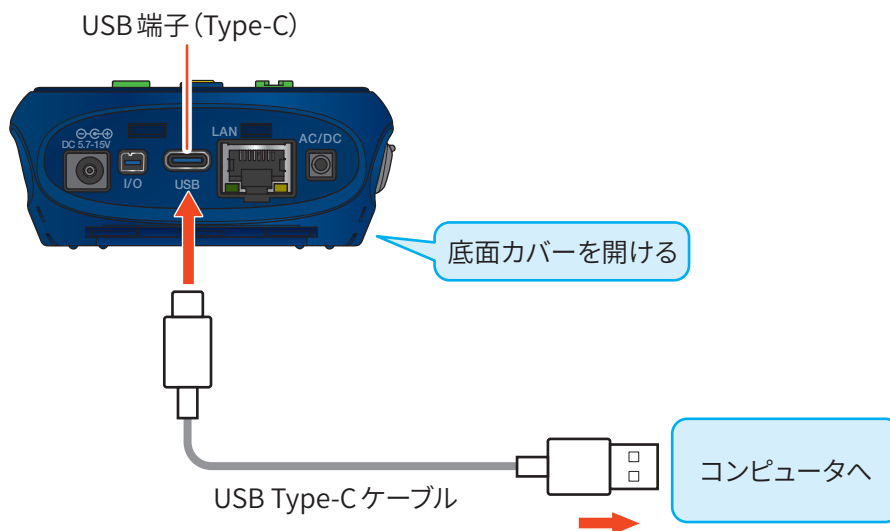 USB 端子（Type-C）
DC 5.7-15V
I/O
USB
LAN
AC/DC
底面カバーを開ける
USB Type-C ケーブル
コンピュータへ